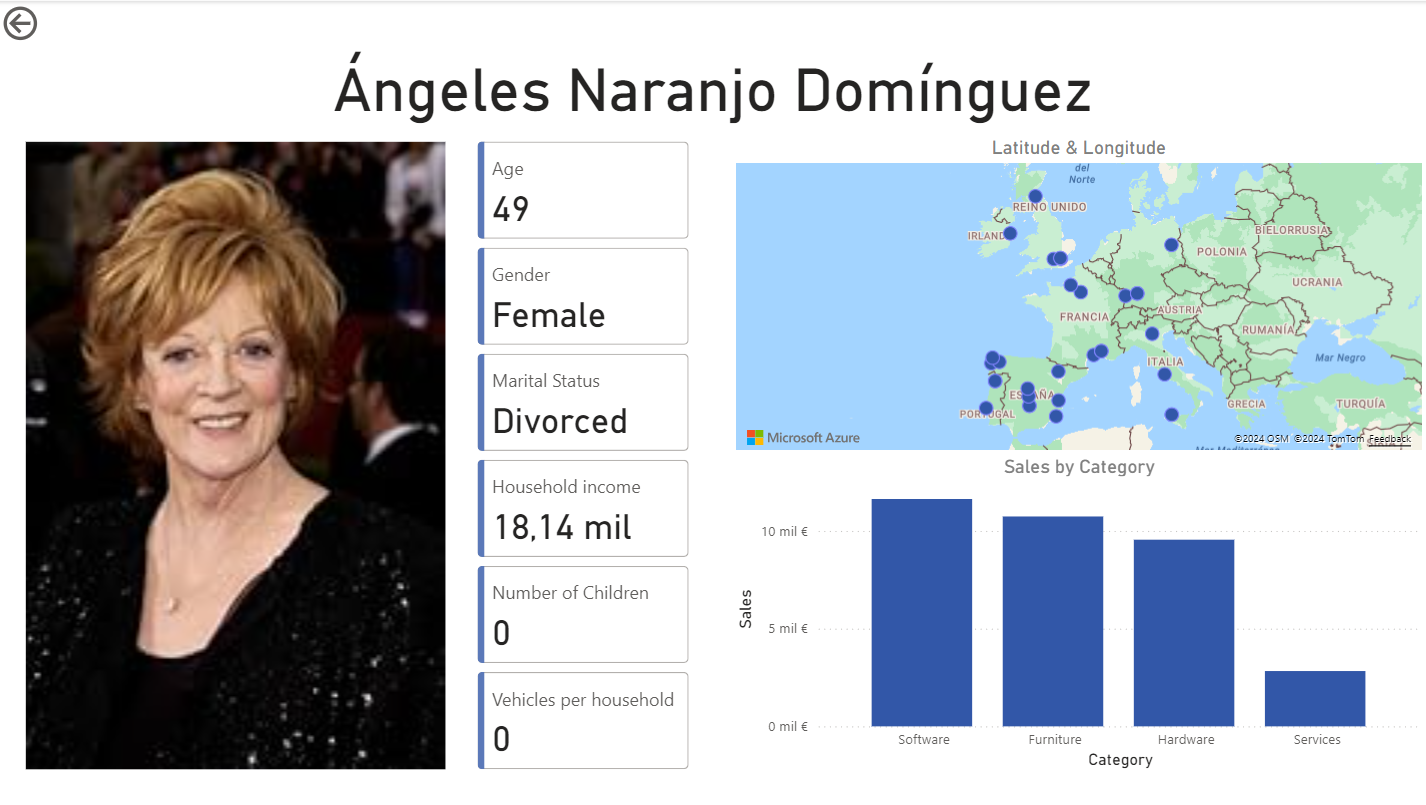 Ángeles Naranjo Domínguez
Age
49
Gender
Female
Marital Status
Divorced
Household income
18,14 mil
Number of Children
0
Vehicles per household
0
Latitude & Longitude
del
Norte
REINO UNIDO
IRLAND
BIELORRUSIA
POLONIA
UCRANIA
FRANCIA
AUSTRIA
RUMANÍA
ITALIA
Mar Negro
ESPAÑA
PORTUGAL
GRECIA
TURQUÍA
Microsoft Azure
©2024 OSM ©2024 TomTom Feedback
Sales by Category
10 mil €
5 mil €
0 mil €
Sales
Software
Furniture
Hardware
Services
Category